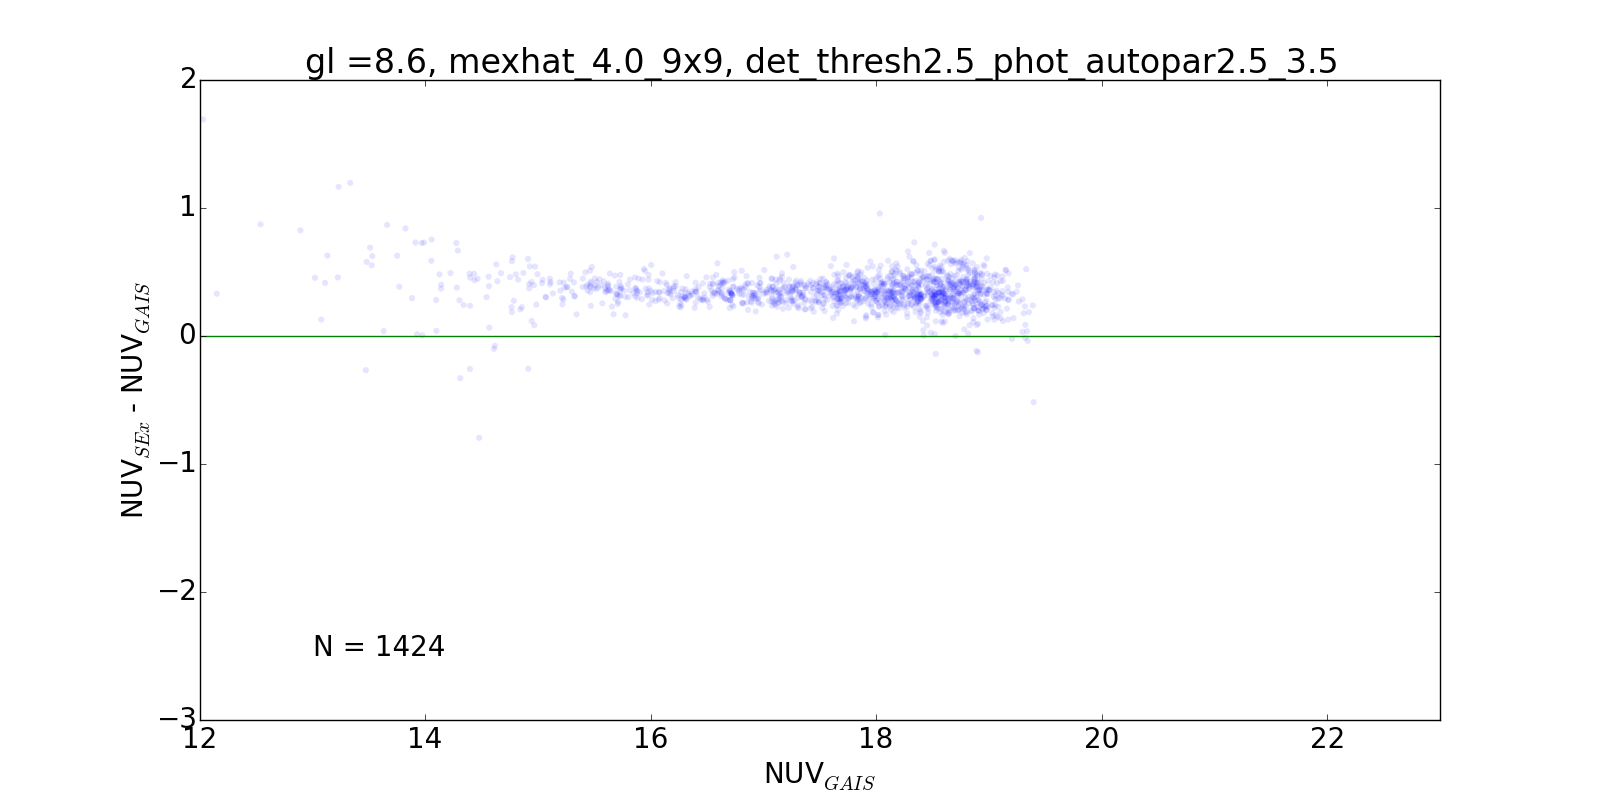 gl =8.6, mexhat_4.0_9x9, det_thresh2.5_phot_autopar2.5_3.5
2
1
0
−1
−2
−3
NUV_SEx - NUV_GAIS
N = 1424
12 14 16 18 20 22
NUV_GAIS